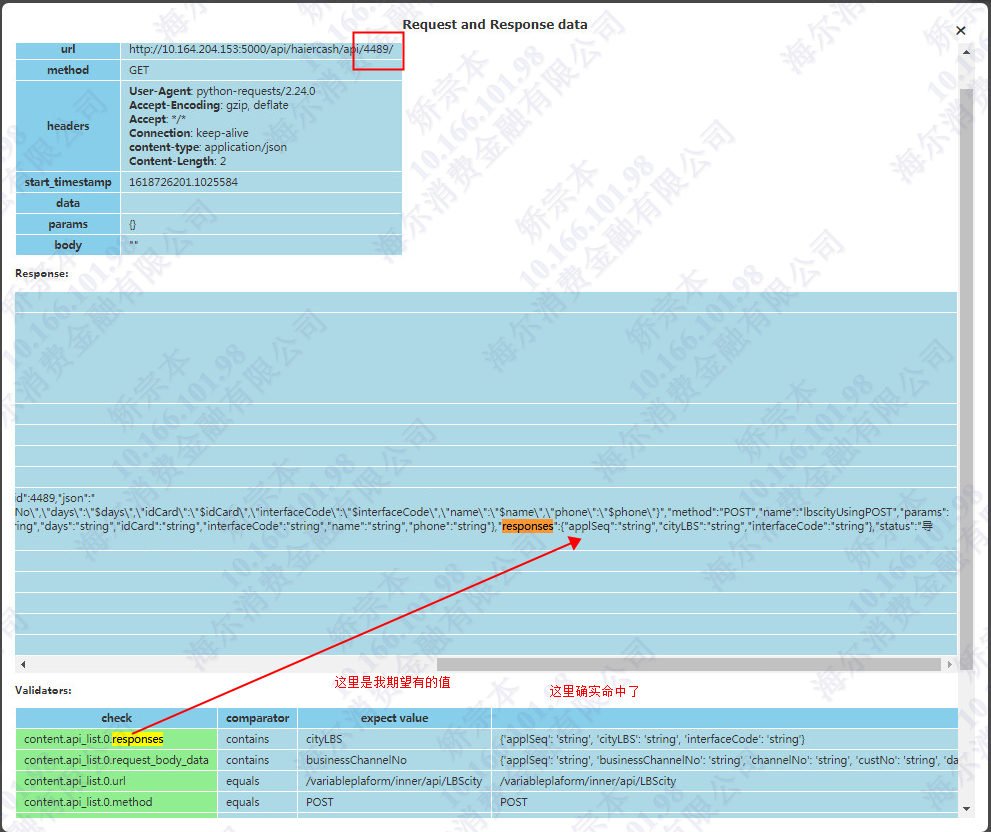 Request and Response data
×
url http://10.164.204.153:5000/api/haiercash/api/4489/
method GET
headers
User-Agent: python-requests/2.24.0
Accept-Encoding: gzip, deflate
Accept: */*
Connection: keep-alive
content-type: application/json
Content-Length: 2
start_timestamp 1618726201.1025584
data
params {}
body ""
Response:
d":4489,"json":"
No\",\"days\":\"$days\",\"idCard\":\"$idCard\",\"interfaceCode\":\"$interfaceCode\",\"name\":\"$name\",\"phone\":\"$phone\"}","method":"POST","name":"lbscityUsingPOST","params":
ring","days":"string","idCard":"string","interfaceCode":"string","name":"string","phone":"string"},"responses":{"applSeq":"string","cityLBS":"string","interfaceCode":"string"},"status":"导
这里是我期望有的值
这里确实命中了
Validators:
check comparator expect value
content.api_list.0.responses contains cityLBS {'applSeq': 'string', 'cityLBS': 'string', 'interfaceCode': 'string'}
content.api_list.0.request_body_data contains businessChannelNo {'applSeq': 'string', 'businessChannelNo': 'string', 'channelNo': 'string', 'custNo': 'string', 'da
content.api_list.0.url equals /variableplaform/inner/api/LBScity /variableplaform/inner/api/LBScity
content.api_list.0.method equals POST POST
矫宗本
10.166.101.98
海尔消费金融有限公司